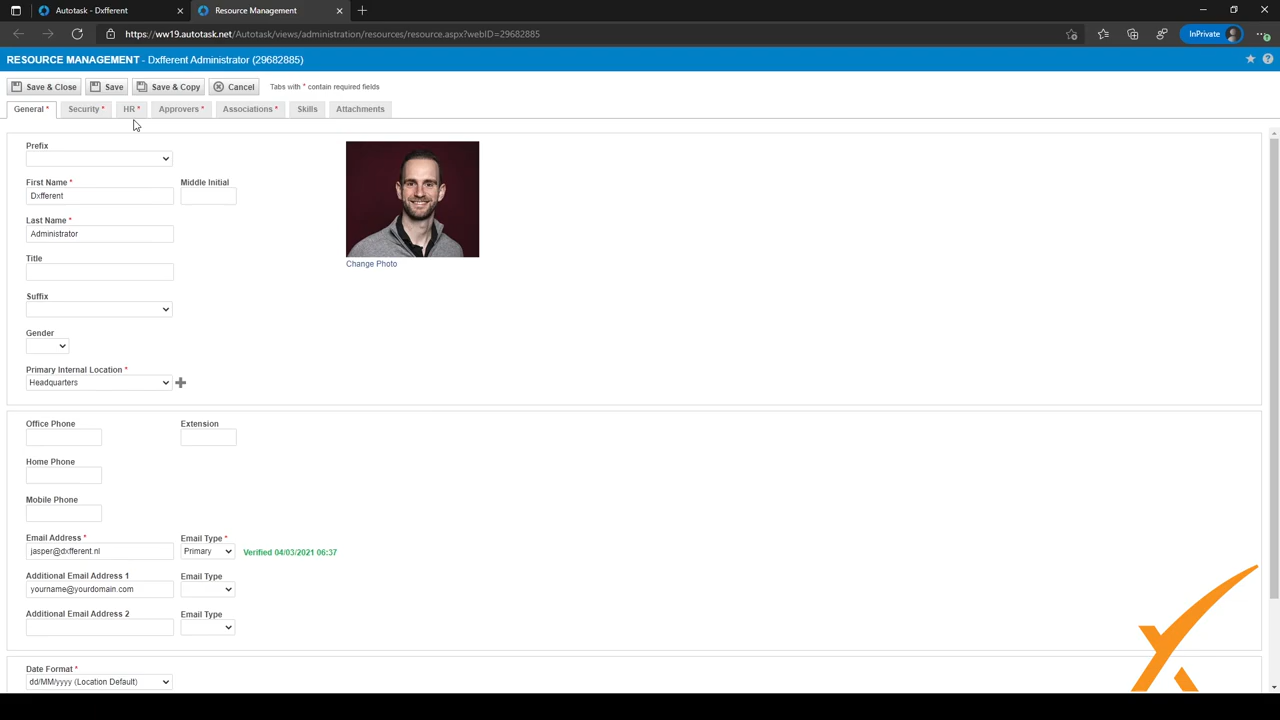 Autotask - Dxfferent
Resource Management
https://ww19.autotask.net/Autotask/views/administration/resources/resource.aspx?webID=29682885
InPrivate
RESOURCE MANAGEMENT - Dxfferent Administrator (29682885)
Save & Close
Save
Save & Copy
Cancel
Tabs with * contain required fields
General *
Security *
HR *
Approvers *
Associations *
Skills
Attachments
Prefix
First Name *
Middle Initial
Dxfferent
Last Name *
Administrator
Title
Change Photo
Suffix
Gender
Primary Internal Location *
Headquarters
Office Phone
Extension
Home Phone
Mobile Phone
Email Address *
Email Type *
jasper@dxfferent.nl
Primary
Verified 04/03/2021 06:37
Additional Email Address 1
Email Type
yourname@yourdomain.com
Additional Email Address 2
Email Type
Date Format *
dd/MM/yyyy (Location Default)